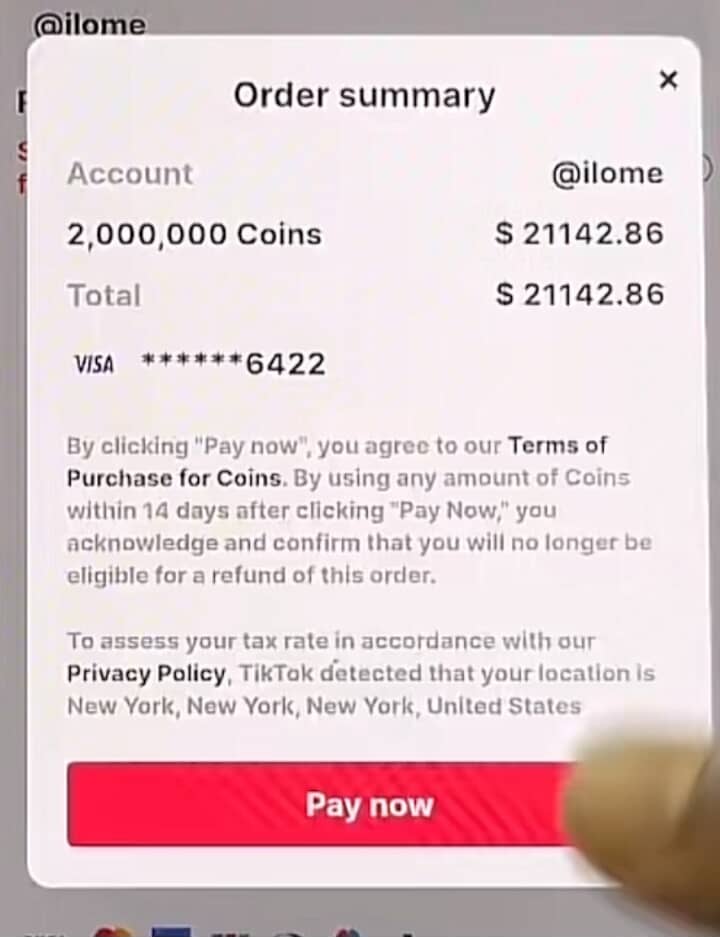 @ilome
Order summary
×
Account @ilome
2,000,000 Coins $ 21142.86
Total $ 21142.86
VISA ******6422
By clicking "Pay now", you agree to our Terms of
Purchase for Coins. By using any amount of Coins
within 14 days after clicking "Pay Now," you
acknowledge and confirm that you will no longer be
eligible for a refund of this order.
To assess your tax rate in accordance with our
Privacy Policy, TikTok detected that your location is
New York, New York, New York, United States
Pay now